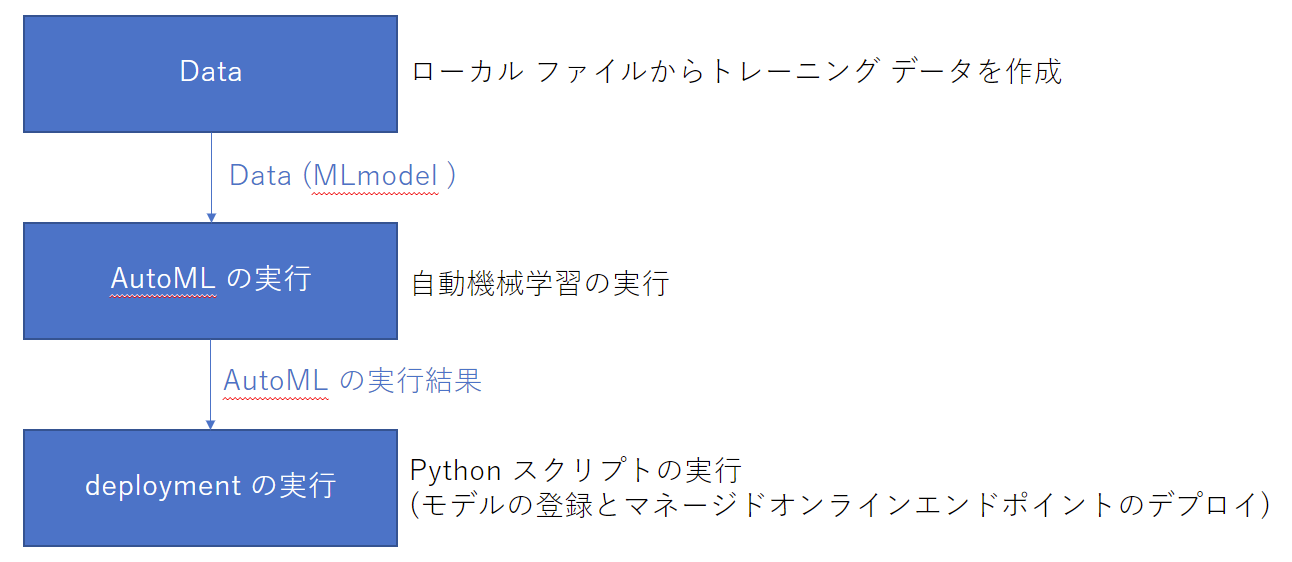 Data
ローカル ファイルからトレーニング データを作成
Data (MLmodel )
AutoML の実行
自動機械学習の実行
AutoML の実行結果
deployment の実行
Python スクリプトの実行
(モデルの登録とマネージドオンラインエンドポイントのデプロイ)